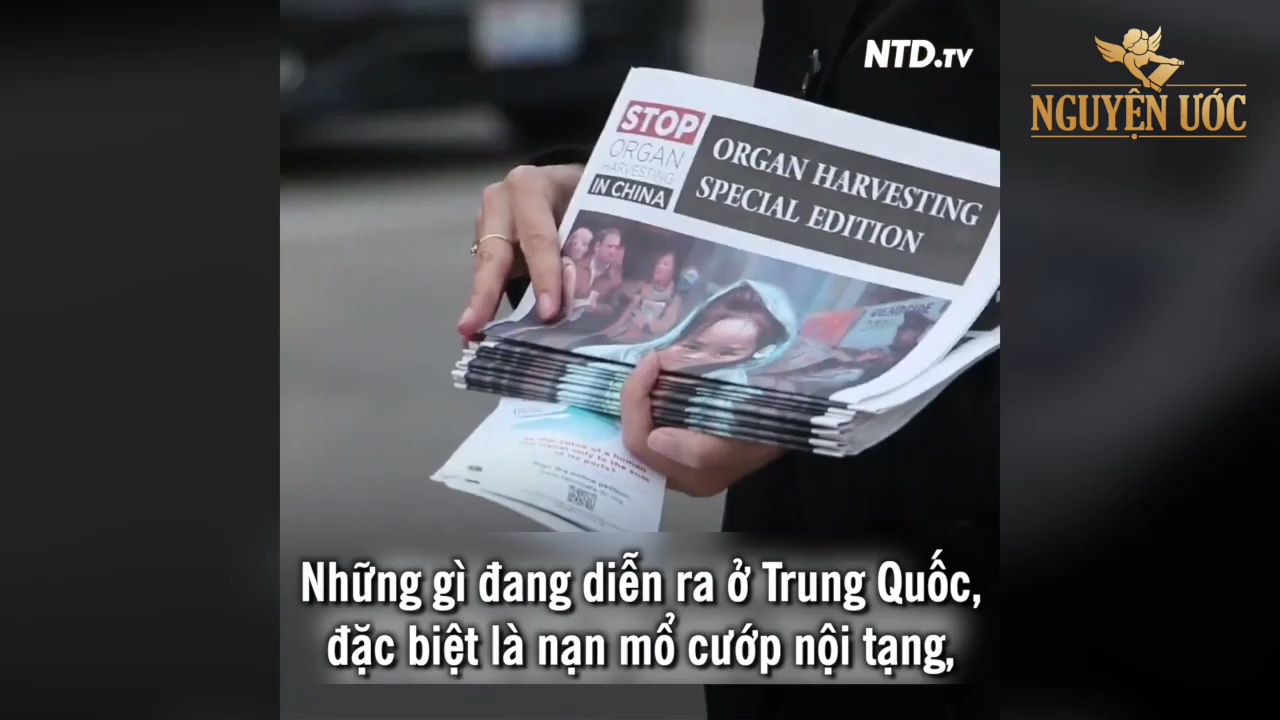 NTD.TV
NGUYỆN ƯỚC
STOP
ORGAN
HARVESTING
IN CHINA
ORGAN HARVESTING
SPECIAL EDITION
Những gì đang diễn ra ở Trung Quốc,
đặc biệt là nạn mổ cướp nội tạng,